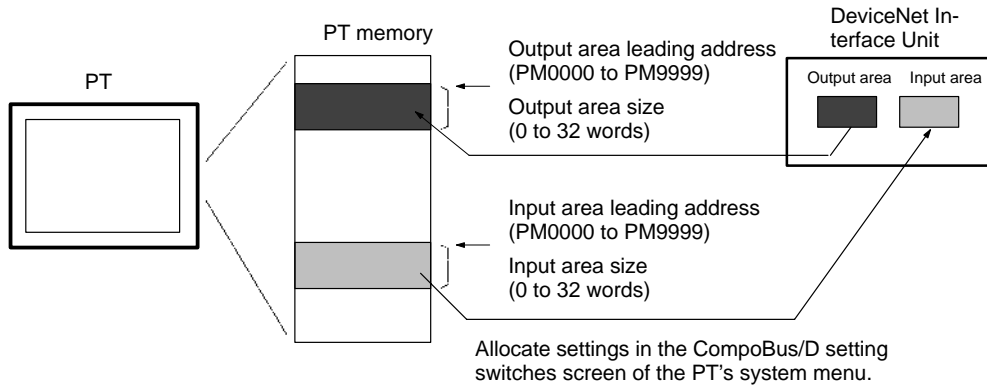 DeviceNet In-
terface Unit
PT memory
Output area leading address
(PM0000 to PM9999)
Output area Input area
PT
Output area size
(0 to 32 words)
Input area leading address
(PM0000 to PM9999)
Input area size
(0 to 32 words)
Allocate settings in the CompoBus/D setting
switches screen of the PT's system menu.